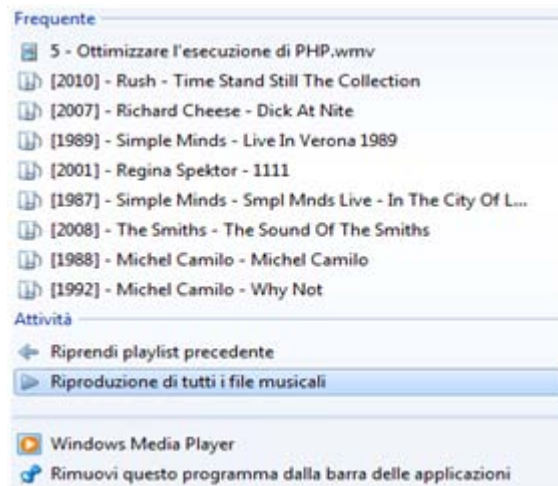 Frequente
5 - Ottimizzare l'esecuzione di PHP.wmv
[2010] - Rush - Time Stand Still The Collection
[2007] - Richard Cheese - Dick At Nite
[1989] - Simple Minds - Live In Verona 1989
[2001] - Regina Spektor - 1111
[1987] - Simple Minds - Smpl Mnds Live - In The City Of L...
[2008] - The Smiths - The Sound Of The Smiths
[1988] - Michel Camilo - Michel Camilo
[1992] - Michel Camilo - Why Not
Attività
Riprendi playlist precedente
Riproduzione di tutti i file musicali
Windows Media Player
Rimuovi questo programma dalla barra delle applicazioni